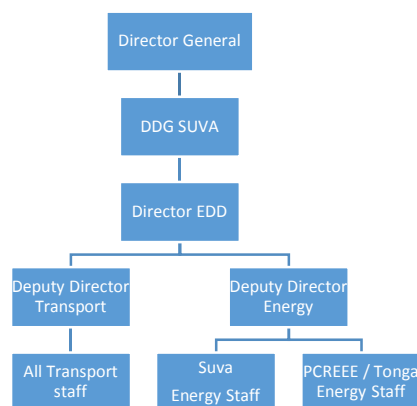 Director General
DDG SUVA
Director EDD
Deputy Director
Transport
Deputy Director
Energy
All Transport
staff
Suva
Energy Staff
PCREEE / Tonga
Energy Staff